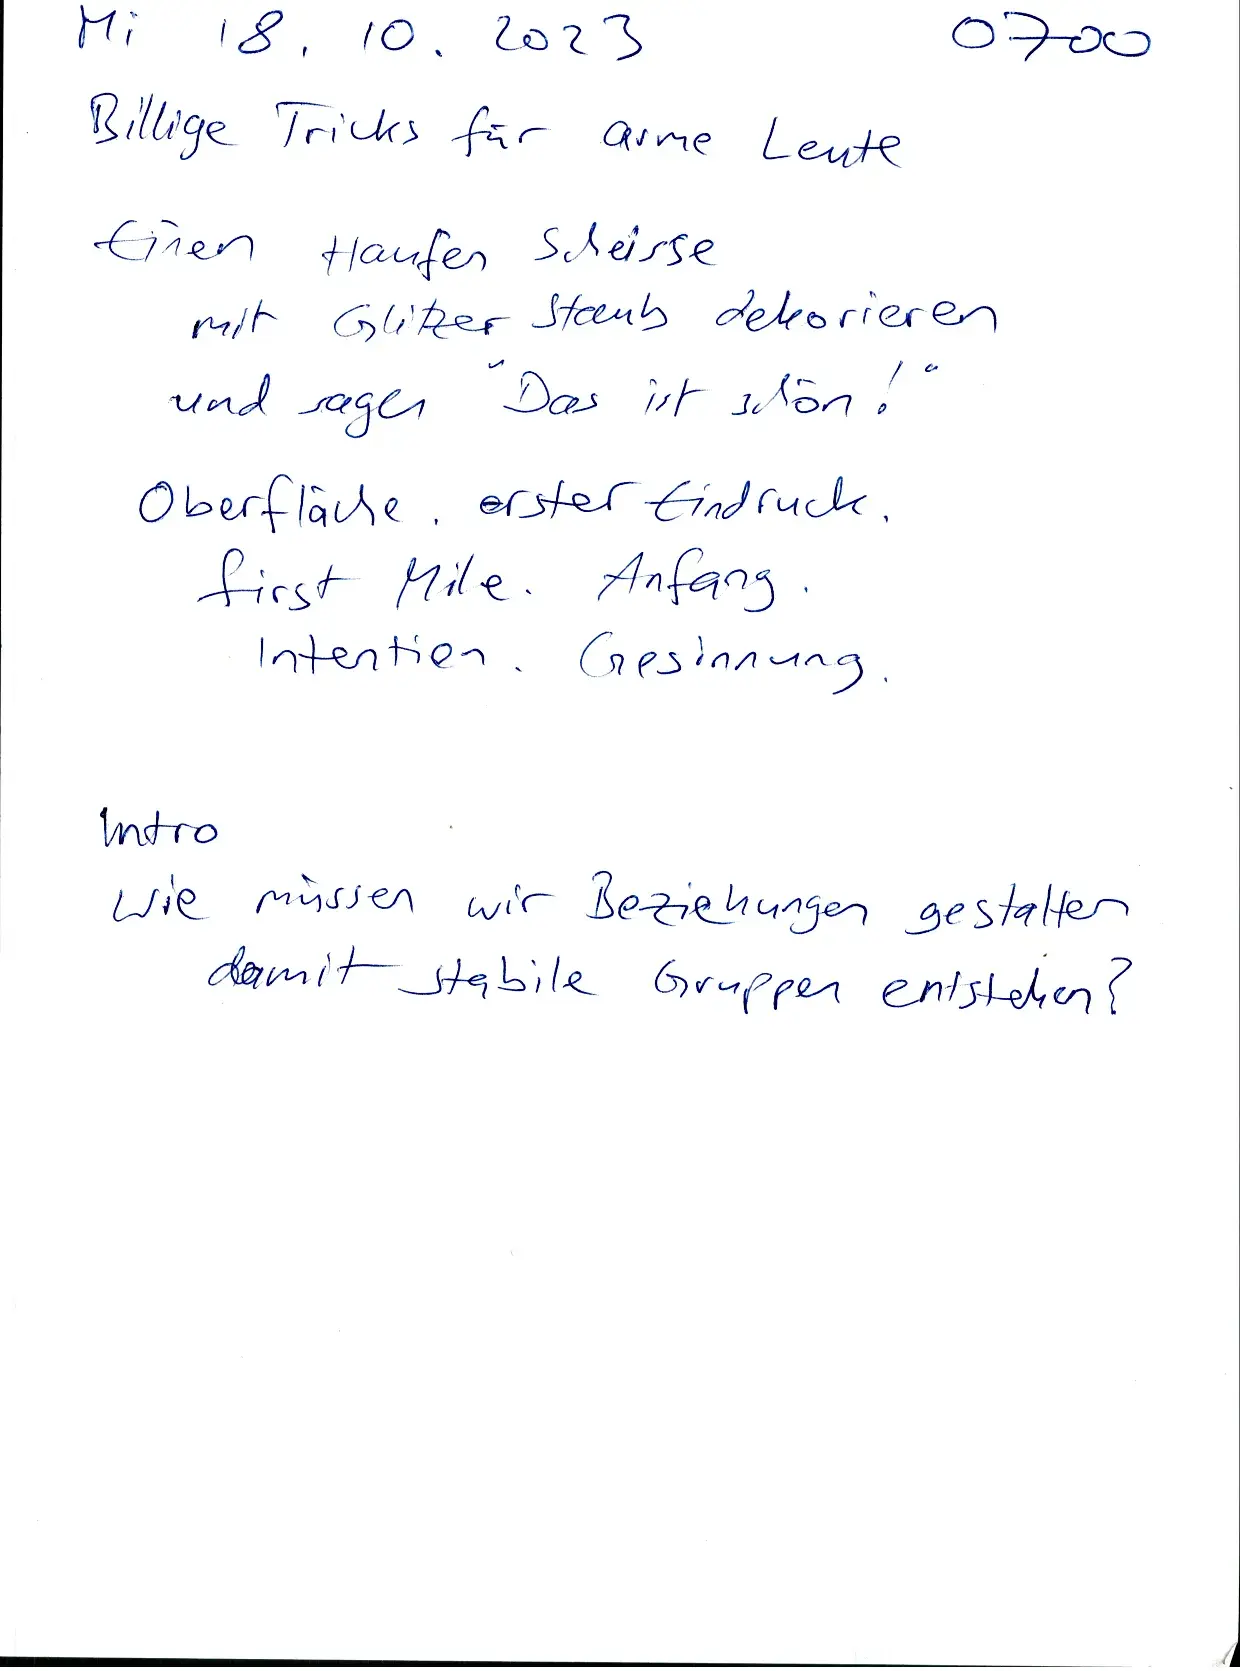 Mi 18. 10. 2023 0700
Billige Tricks für arme Leute
Einen Haufen Scheisse
mit Glitzer Staub dekorieren
und sagen "Das ist schön!"
Oberfläche. erster Eindruck.
first Mile. Anfang.
Intention. Gesinnung.
Intro
Wie müssen wir Beziehungen gestalten
damit stabile Gruppen entstehen?